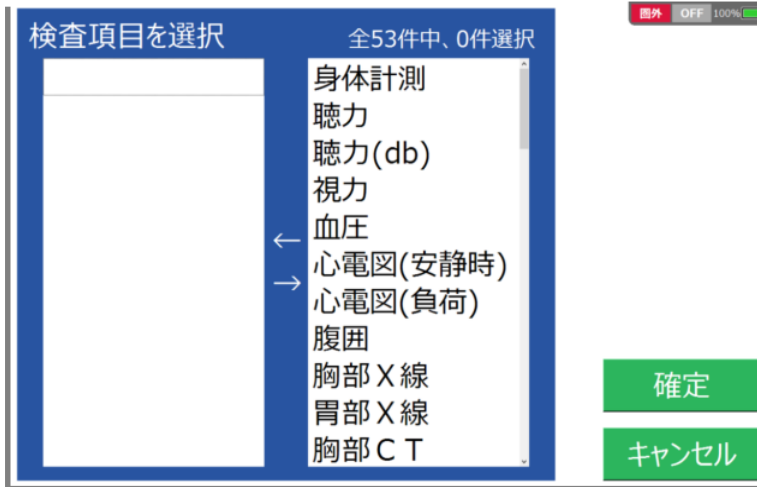 検査項目を選択
全53件中、0件選択
圏外 OFF 100%
身体計測
聴力
聴力(db)
視力
血圧
心電図(安静時)
心電図(負荷)
腹囲
胸部X線
胃部X線
胸部CT
←
→
確定
キャンセル